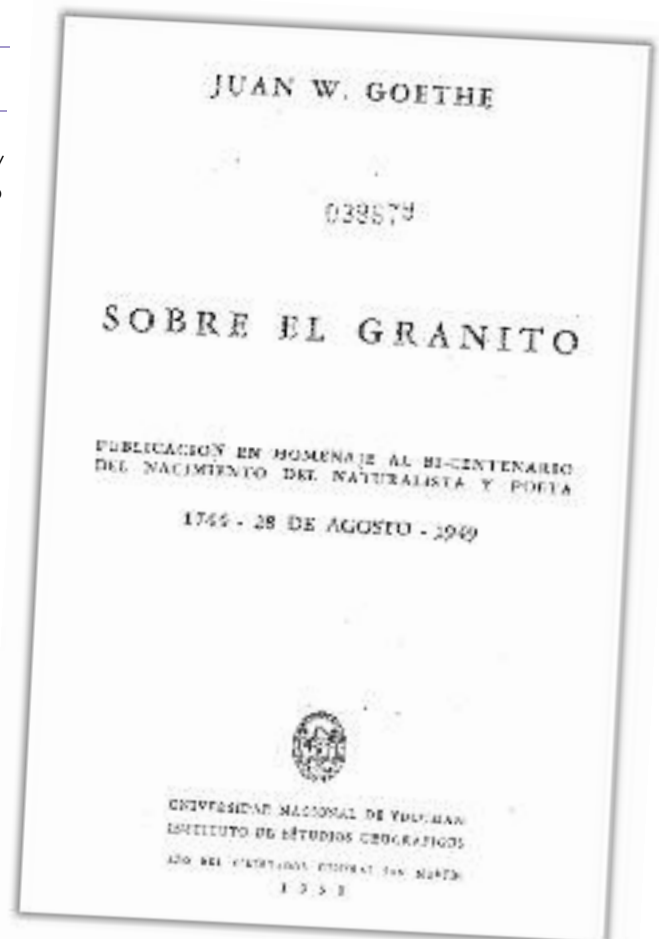 JUAN W. GOETHE
SOBRE EL GRANITO
PUBLICACION EN HOMENAJE AL BI-CENTENARIO
DEL NACIMIENTO DEL NATURALISTA Y POETA
28 DE AGOSTO - 1949
UNIVERSIDAD NACIONAL DE TUCUMAN
INSTITUTO DE ESTUDIOS GEOGRAFICOS
AÑO DEL LIBERTADOR GENERAL SAN MARTIN
1950